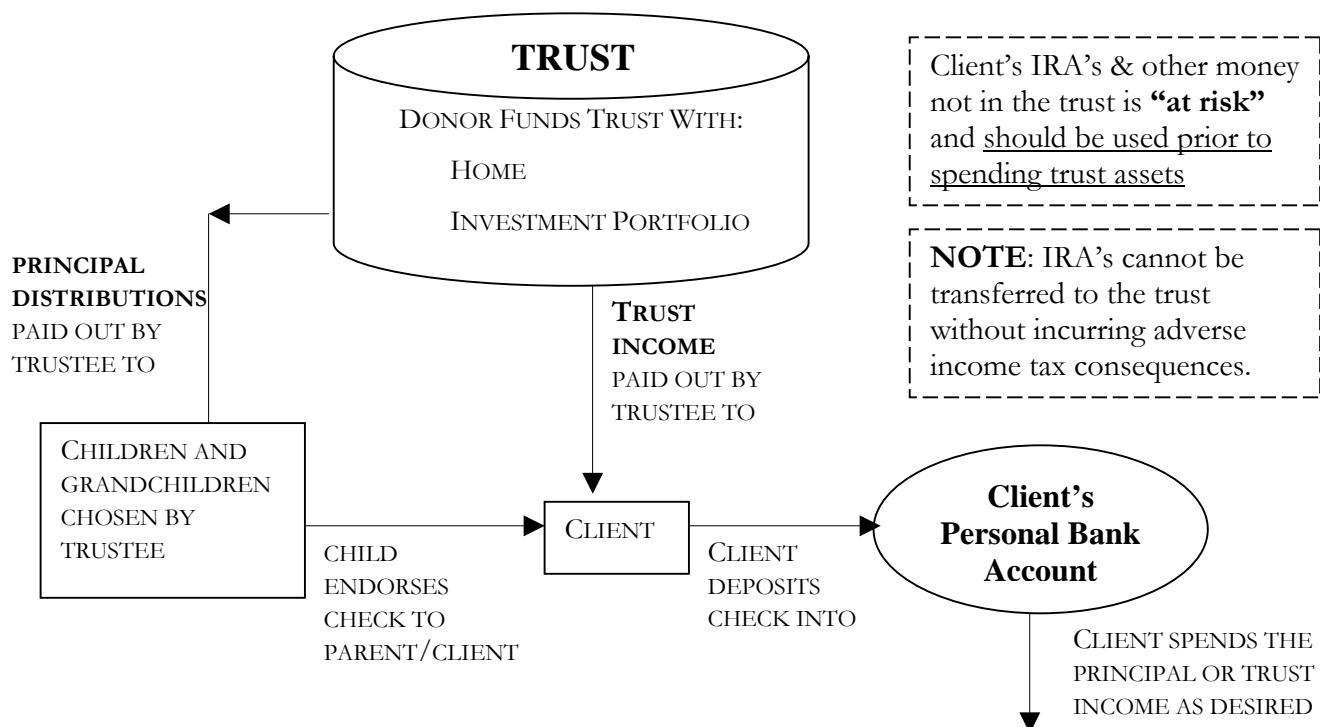 TRUST
DONOR FUNDS TRUST WITH:
HOME
INVESTMENT PORTFOLIO
Client's IRA's & other money
not in the trust is “at risk”
and should be used prior to
spending trust assets
NOTE: IRA's cannot be
transferred to the trust
without incurring adverse
income tax consequences.
PRINCIPAL
DISTRIBUTIONS
PAID OUT BY
TRUSTEE TO
TRUST
INCOME
PAID OUT BY
TRUSTEE TO
CHILDREN AND
GRANDCHILDREN
CHOSEN BY
TRUSTEE
CHILD
ENDORSES
CHECK TO
PARENT/CLIENT
CLIENT
CLIENT
DEPOSITS
CHECK INTO
Client’s
Personal Bank
Account
CLIENT SPENDS THE
PRINCIPAL OR TRUST
INCOME AS DESIRED